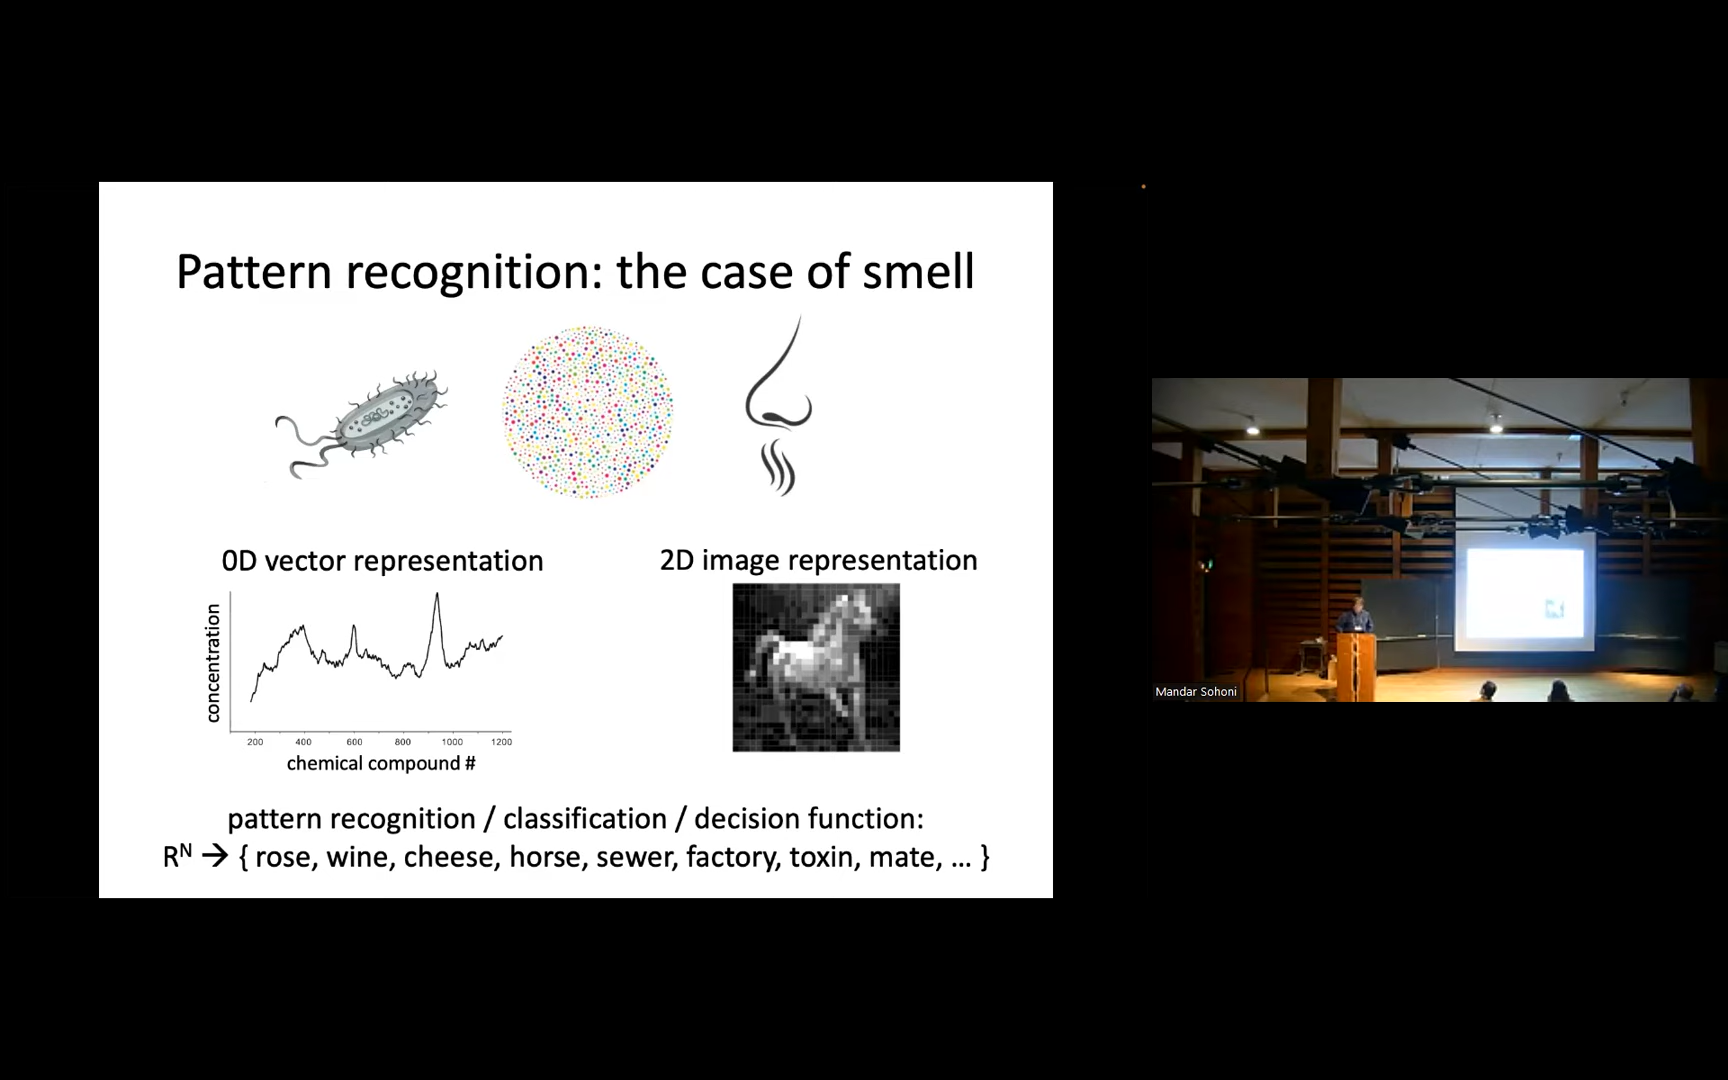 Pattern recognition: the case of smell
0D vector representation
2D image representation
concentration
200 400 600 800 1000 1200
chemical compound #
pattern recognition / classification / decision function:
Rᴺ → { rose, wine, cheese, horse, sewer, factory, toxin, mate, ... }
Mandar Sohoni